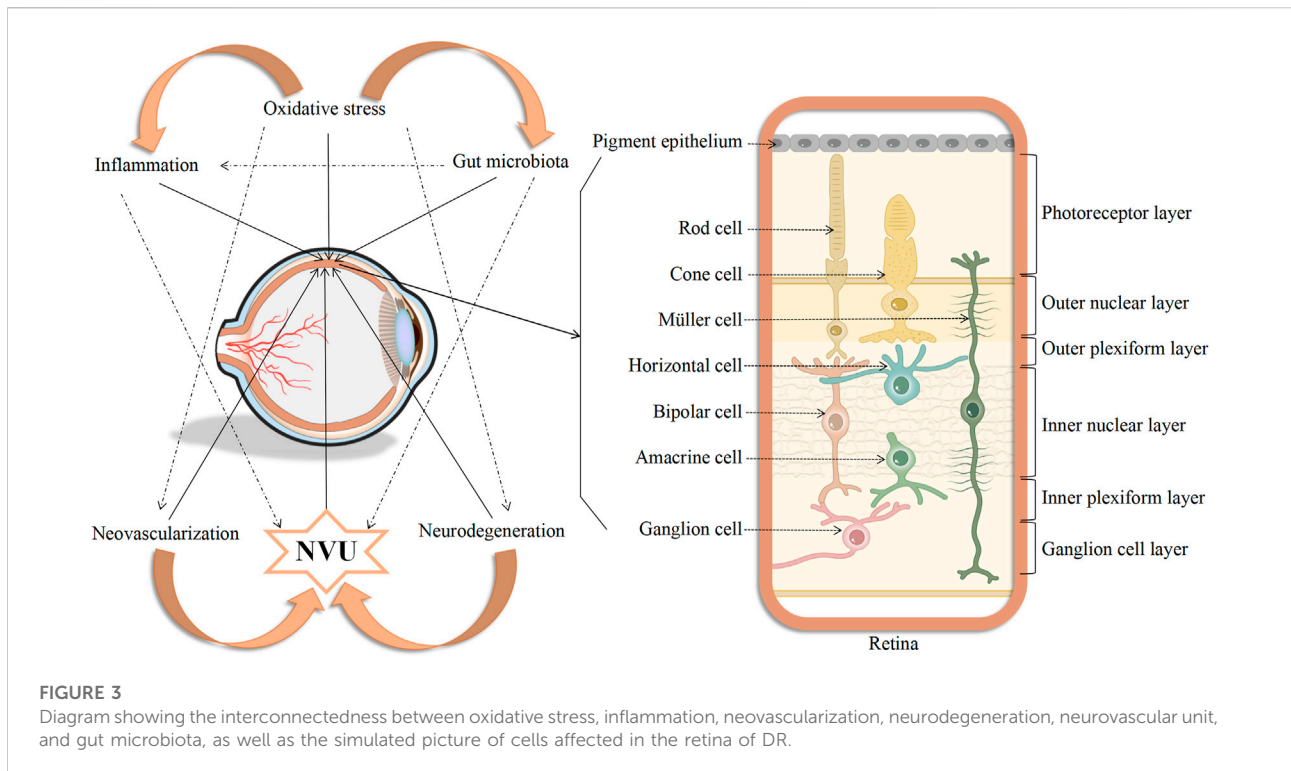 Oxidative stress
Inflammation
Gut microbiota
Neovascularization
NVU
Neurodegeneration
Pigment epithelium
Rod cell
Cone cell
Müller cell
Horizontal cell
Bipolar cell
Amacrine cell
Ganglion cell
Photoreceptor layer
Outer nuclear layer
Outer plexiform layer
Inner nuclear layer
Inner plexiform layer
Ganglion cell layer
Retina
FIGURE 3
Diagram showing the interconnectedness between oxidative stress, inflammation, neovascularization, neurodegeneration, neurovascular unit,
and gut microbiota, as well as the simulated picture of cells affected in the retina of DR.